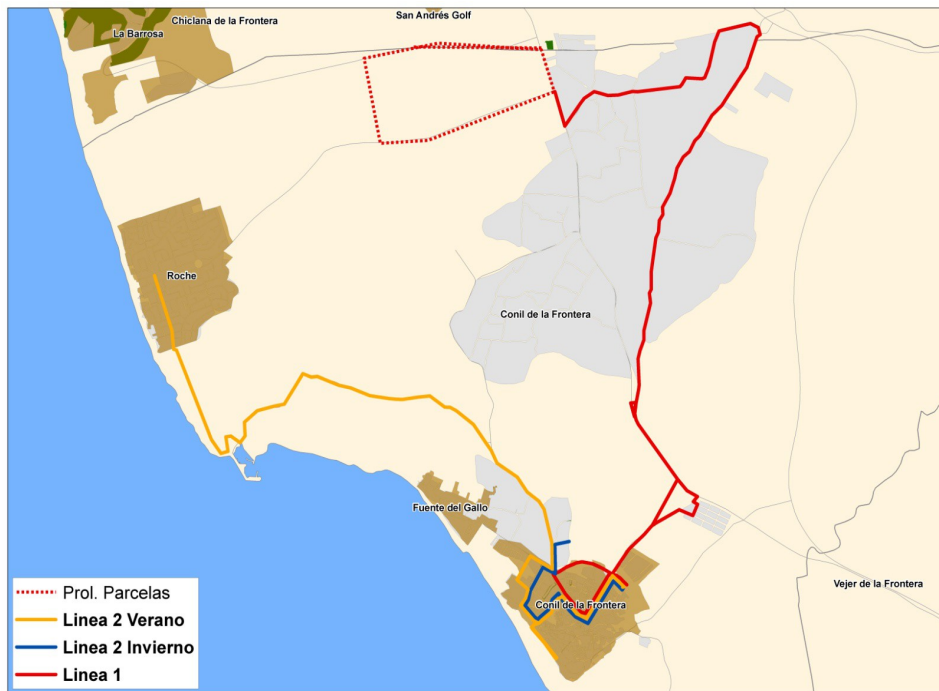 San Andrés Golf
Chiclana de la Frontera
La Barrosa
Roche
Conil de la Frontera
Fuente del Gallo
Vejer de la Frontera
Conil de la Frontera
Prol. Parcelas
Linea 2 Verano
Linea 2 Invierno
Linea 1